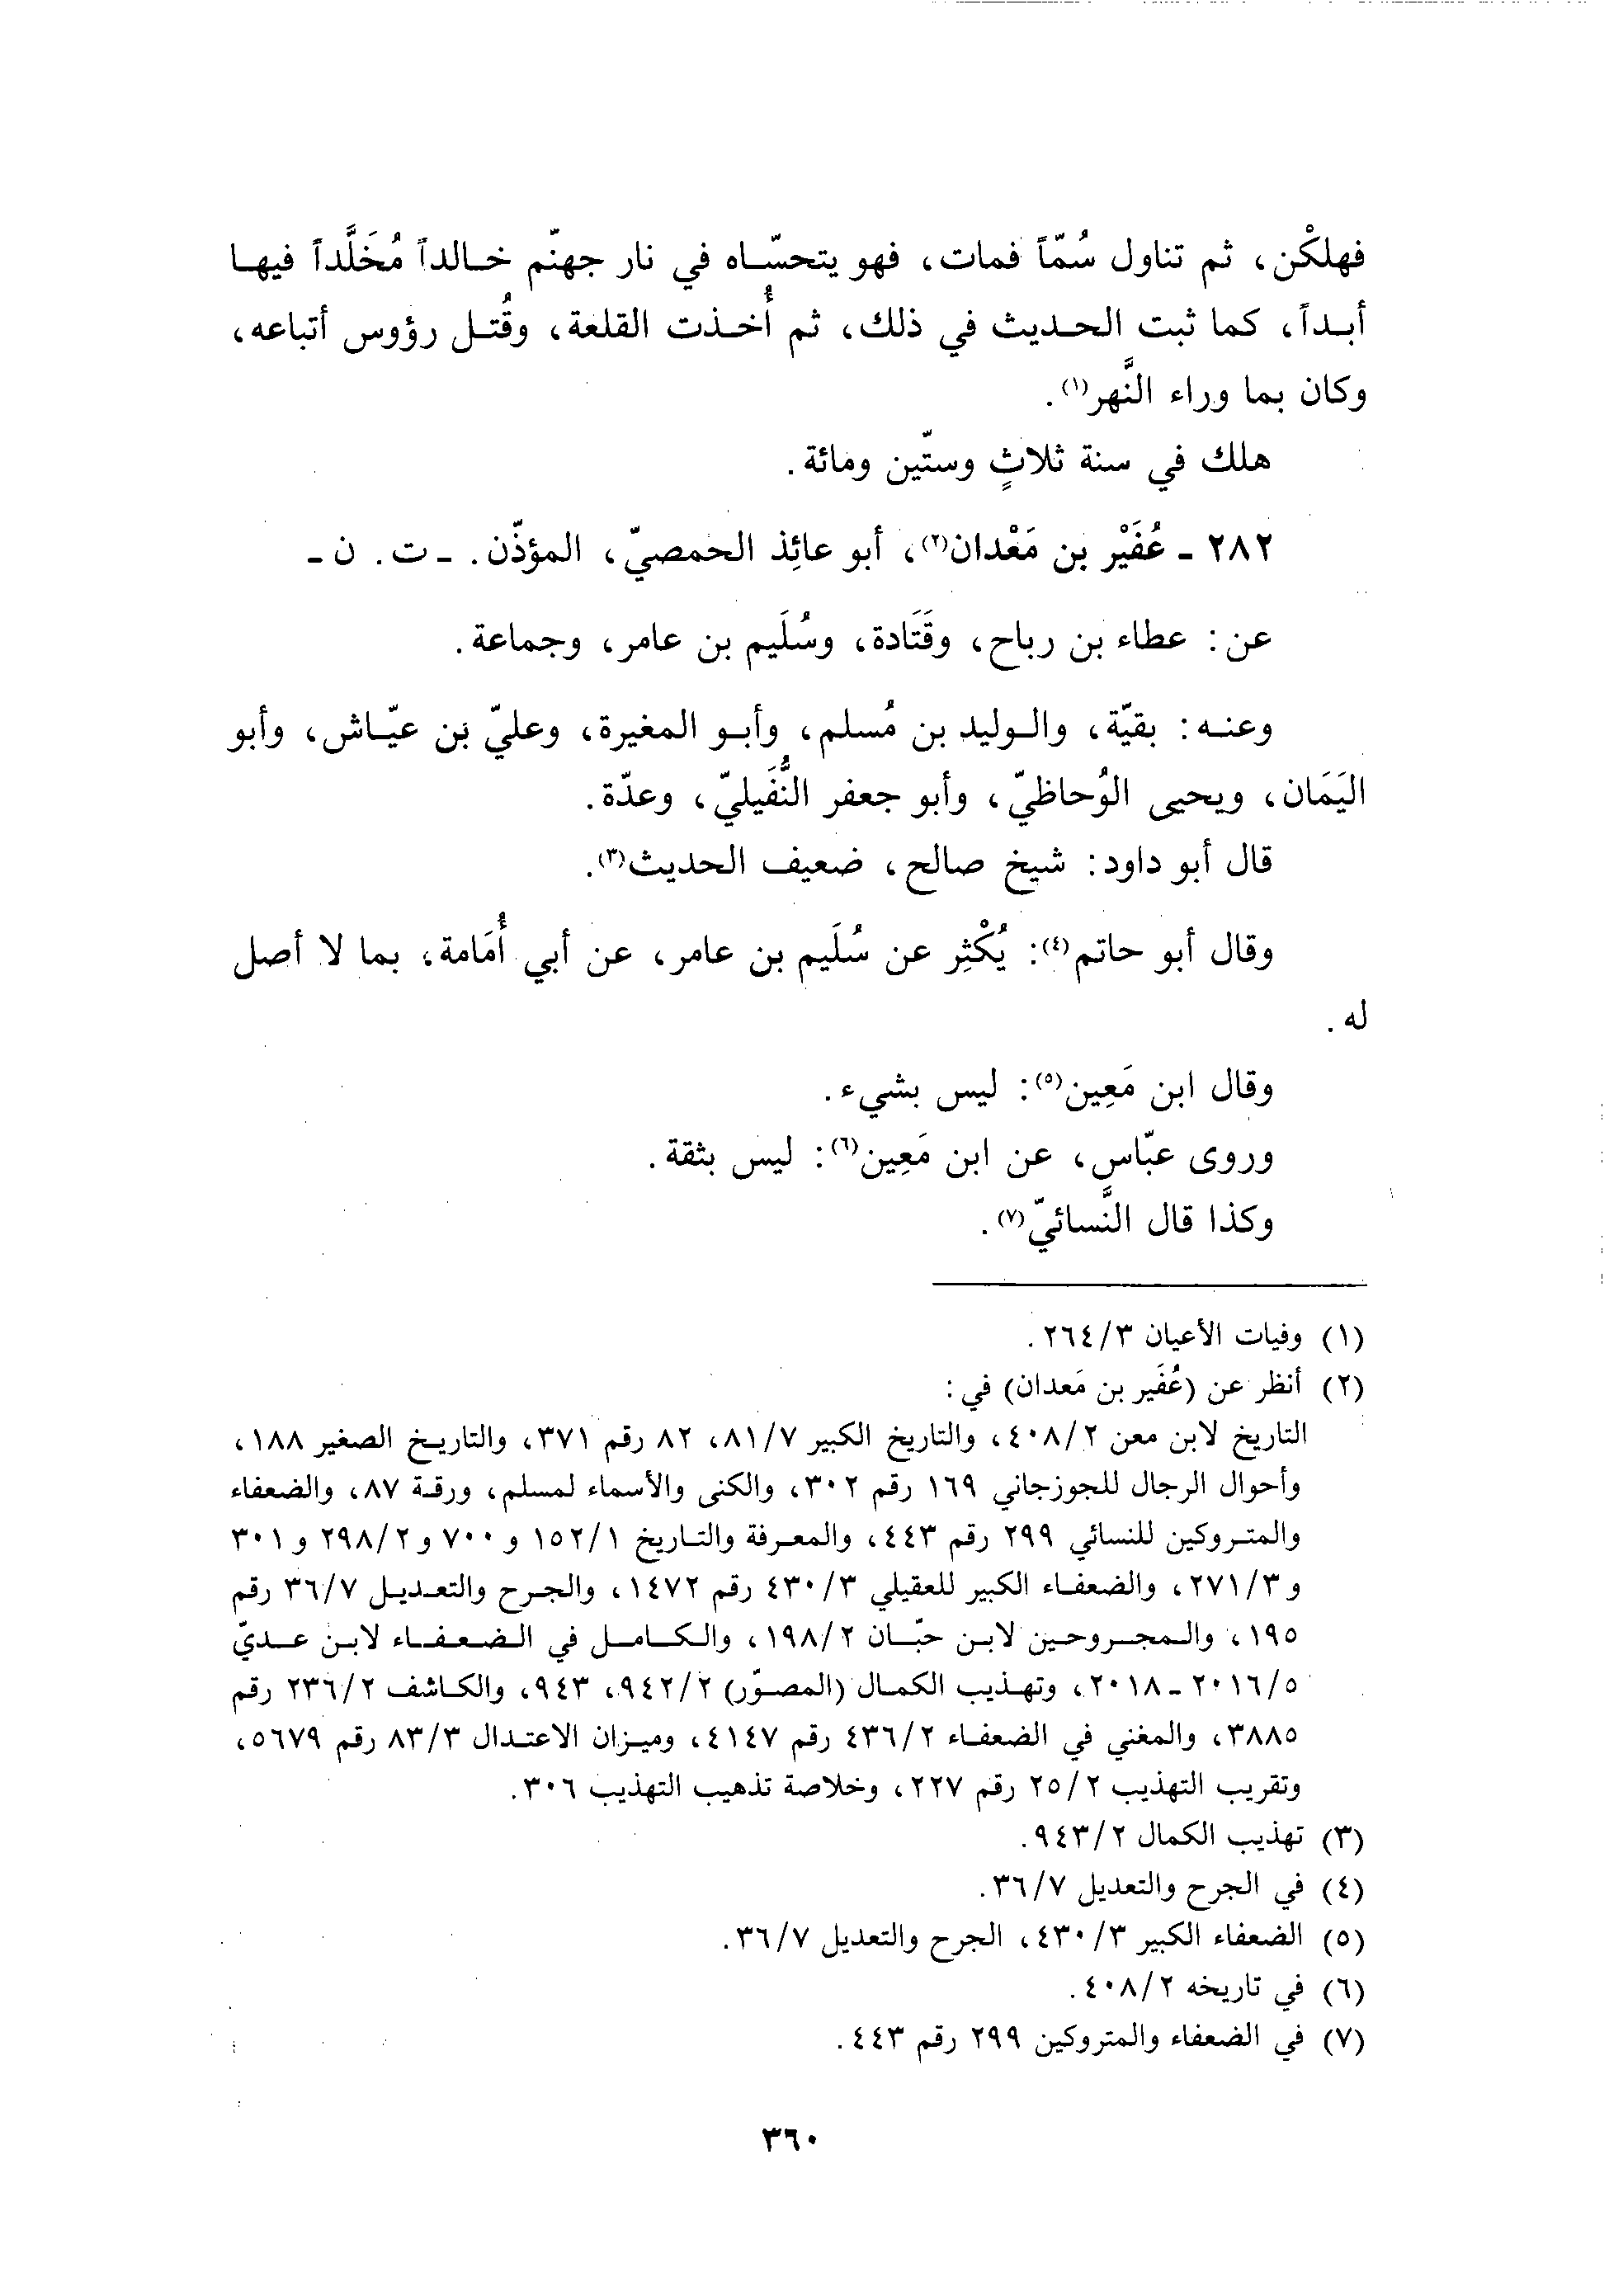 فهلكْن، ثم تناول سُمّاً فمات، فهو يتحسّاه في نار جهنّم خالداً مُخَلَّداً فيها
أبداً، كما ثبت الحديث في ذلك، ثم أُخذت القلعة، وقُتل رؤوس أتباعه،
وكان بما وراء النَّهر(١).
هلك في سنة ثلاثٍ وستّين ومائة.
٢٨٢ ـ عُفَيْر بن مَعْدان(٢)، أبو عائِذ الحمصيّ، المؤذّن. ـ ت. ن ـ
عن: عطاء بن رباح، وقَتَادة، وسُلَيم بن عامر، وجماعة.
وعنه: بقيّة، والوليد بن مُسلم، وأبو المغيرة، وعليّ بن عيّاش، وأبو
اليَمَان، ويحيى الوُحاظيّ، وأبو جعفر النُّفَيليّ، وعدّة.
قال أبو داود: شيخ صالح، ضعيف الحديث(٣).
وقال أبو حاتم(٤): يُكْثِر عن سُلَيم بن عامر، عن أبي أُمَامة، بما لا أصل
له.
وقال ابن مَعِين(٥): ليس بشيء.
وروى عبّاس، عن ابن مَعِين(٦): ليس بثقة.
وكذا قال النَّسائيّ(٧).
(١) وفيات الأعيان ٢٦٤/٣.
(٢) أنظر عن (عُفَير بن مَعدان) في:
التاريخ لابن معن ٤٠٨/٢، والتاريخ الكبير ٨١/٧، ٨٢ رقم ٣٧١، والتاريخ الصغير ١٨٨،
وأحوال الرجال للجوزجاني ١٦٩ رقم ٣٠٢، والكنى والأسماء لمسلم، ورقة ٨٧، والضعفاء
والمتروكين للنسائي ٢٩٩ رقم ٤٤٣، والمعرفة والتاريخ ١٥٢/١ و ٧٠٠ و ٢٩٨/٢ و ٣٠١
و ٢٧١/٣، والضعفاء الكبير للعقيلي ٤٣٠/٣ رقم ١٤٧٢، والجرح والتعديل ٣٦/٧ رقم
١٩٥، والمجروحين لابن حبّان ١٩٨/٢، والكامل في الضعفاء لابن عديّ
٢٠١٦/٥ ـ ٢٠١٨، وتهذيب الكمال (المصوّر) ٩٤٢/٢، ٩٤٣، والكاشف ٢٣٦/٢ رقم
٣٨٨٥، والمغني في الضعفاء ٤٣٦/٢ رقم ٤١٤٧، وميزان الاعتدال ٨٣/٣ رقم ٥٦٧٩،
وتقريب التهذيب ٢٥/٢ رقم ٢٢٧، وخلاصة تذهيب التهذيب ٣٠٦.
(٣) تهذيب الكمال ٩٤٣/٢.
(٤) في الجرح والتعديل ٣٦/٧.
(٥) الضعفاء الكبير ٤٣٠/٣، الجرح والتعديل ٣٦/٧.
(٦) في تاريخه ٤٠٨/٢.
(٧) في الضعفاء والمتروكين ٢٩٩ رقم ٤٤٣.
٣٦٠